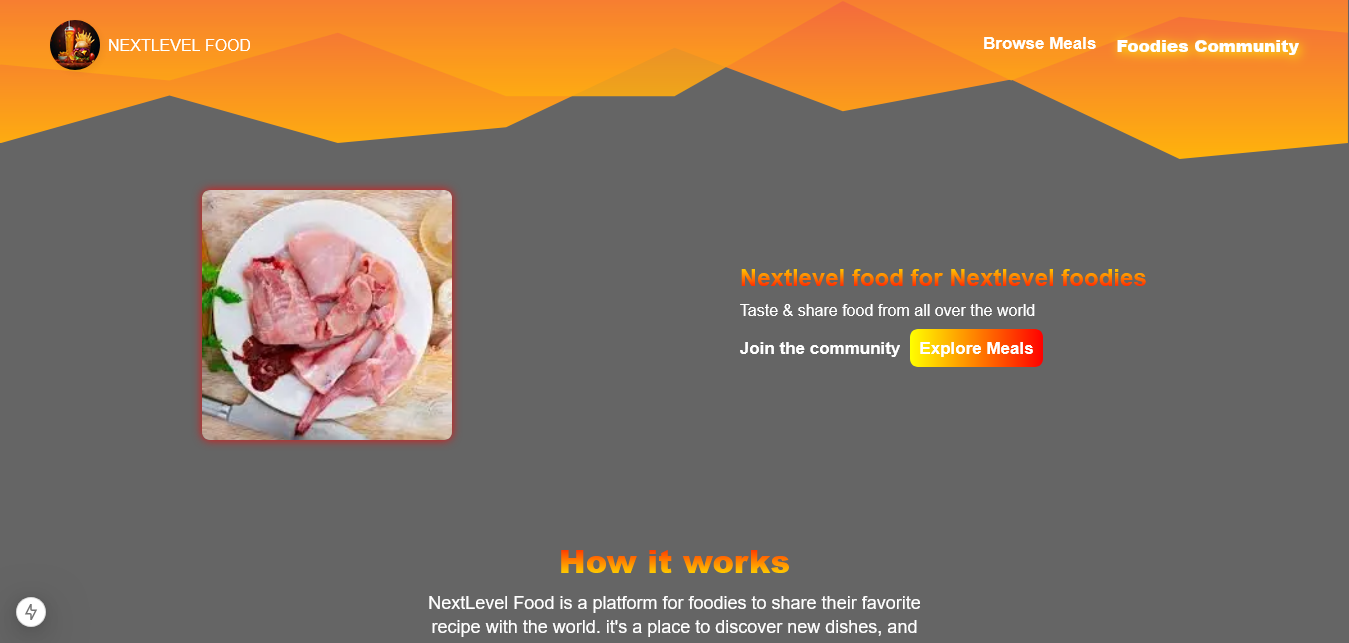 NEXTLEVEL FOOD
Browse Meals
Foodies Community
Nextlevel food for Nextlevel foodies
Taste & share food from all over the world
Join the community
Explore Meals
How it works
NextLevel Food is a platform for foodies to share their favorite
recipe with the world. it's a place to discover new dishes, and